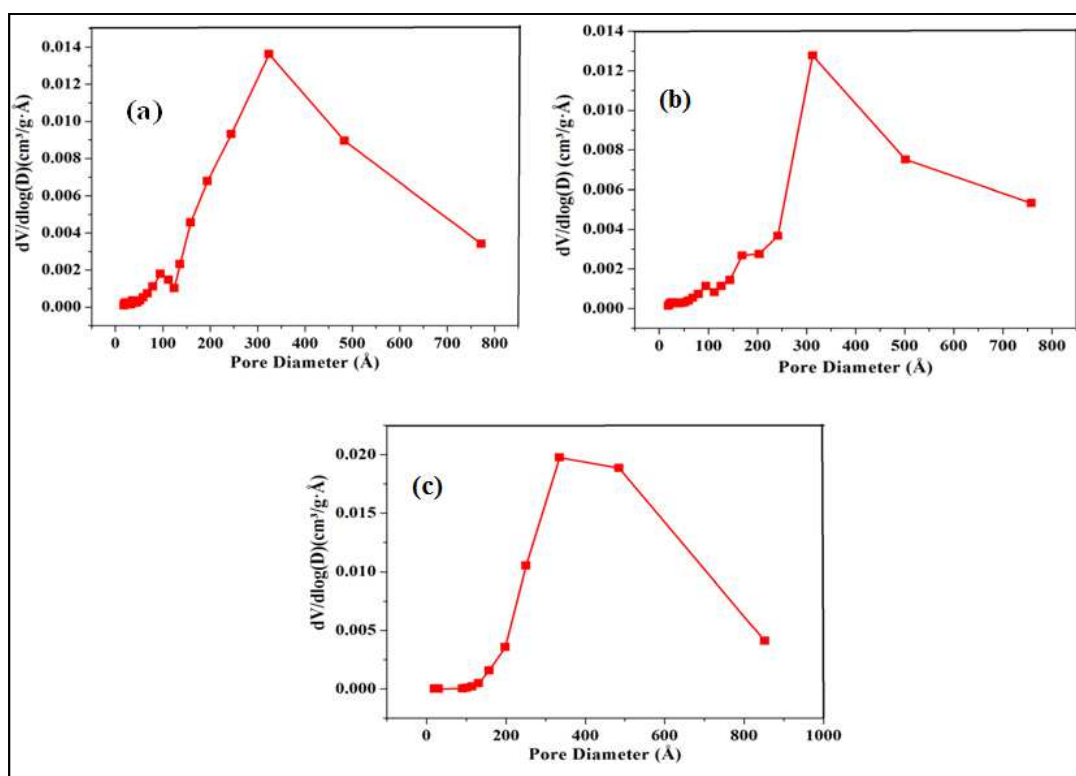 0.014
0.012
0.010
0.008
0.006
0.004
0.002
0.000
dV/dlog(D)(cm³/g·Å)
(a)
0 100 200 300 400 500 600 700 800
Pore Diameter (Å)
0.014
0.012
0.010
0.008
0.006
0.004
0.002
0.000
dV/dlog(D) (cm³/g·Å)
(b)
0 100 200 300 400 500 600 700 800
Pore Diameter (Å)
0.020
0.015
0.010
0.005
0.000
dV/dlog(D)(cm³/g·Å)
(c)
0 200 400 600 800 1000
Pore Diameter (Å)